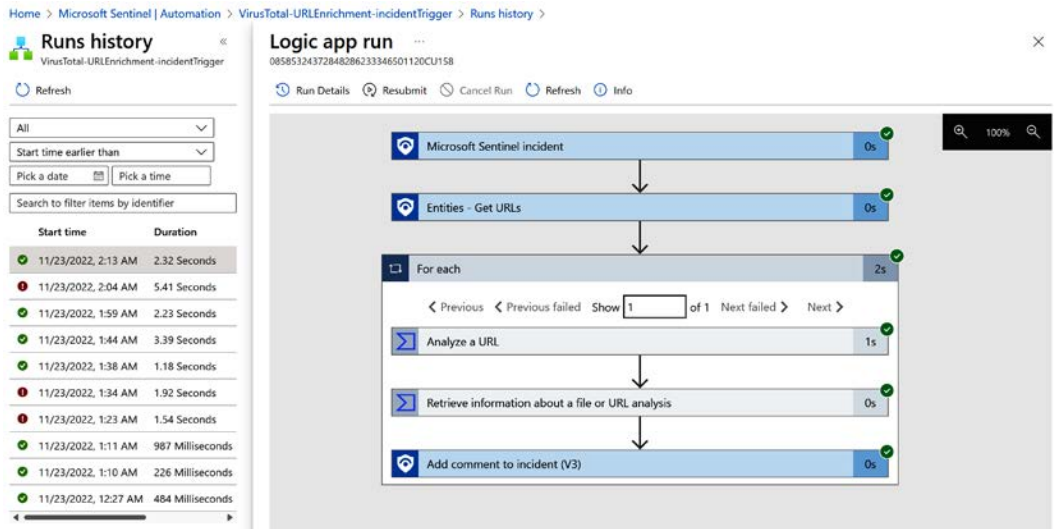 Home > Microsoft Sentinel | Automation > VirusTotal-URLEnrichment-incidentTrigger > Runs history >
Runs history «
VirusTotal-URLEnrichment-incidentTrigger
Refresh
All
Start time earlier than
Pick a date Pick a time
Search to filter items by identifier
Start time Duration
11/23/2022, 2:13 AM 2.32 Seconds
11/23/2022, 2:04 AM 5.41 Seconds
11/23/2022, 1:59 AM 2.23 Seconds
11/23/2022, 1:44 AM 3.39 Seconds
11/23/2022, 1:38 AM 1.18 Seconds
11/23/2022, 1:34 AM 1.92 Seconds
11/23/2022, 1:23 AM 1.54 Seconds
11/23/2022, 1:11 AM 987 Milliseconds
11/23/2022, 1:10 AM 226 Milliseconds
11/23/2022, 12:27 AM 484 Milliseconds
Logic app run ...
08585324372848286233346501120CU158
Run Details Resubmit Cancel Run Refresh Info
100%
Microsoft Sentinel incident 0s
Entities - Get URLs 0s
For each 2s
Previous Previous failed Show 1 of 1 Next failed Next
Analyze a URL 1s
Retrieve information about a file or URL analysis 0s
Add comment to incident (V3) 0s